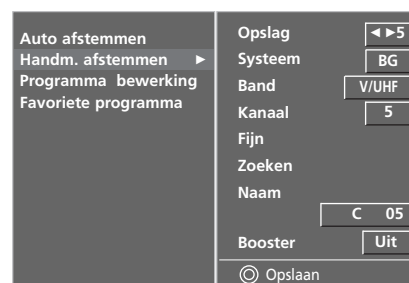 Auto afstemmen
Handm. afstemmen ►
Programma bewerking
Favoriete programma
Opslag ◄ ►5
Systeem BG
Band V/UHF
Kanaal 5
Fijn
Zoeken
Naam
C 05
Booster Uit
Opslaan